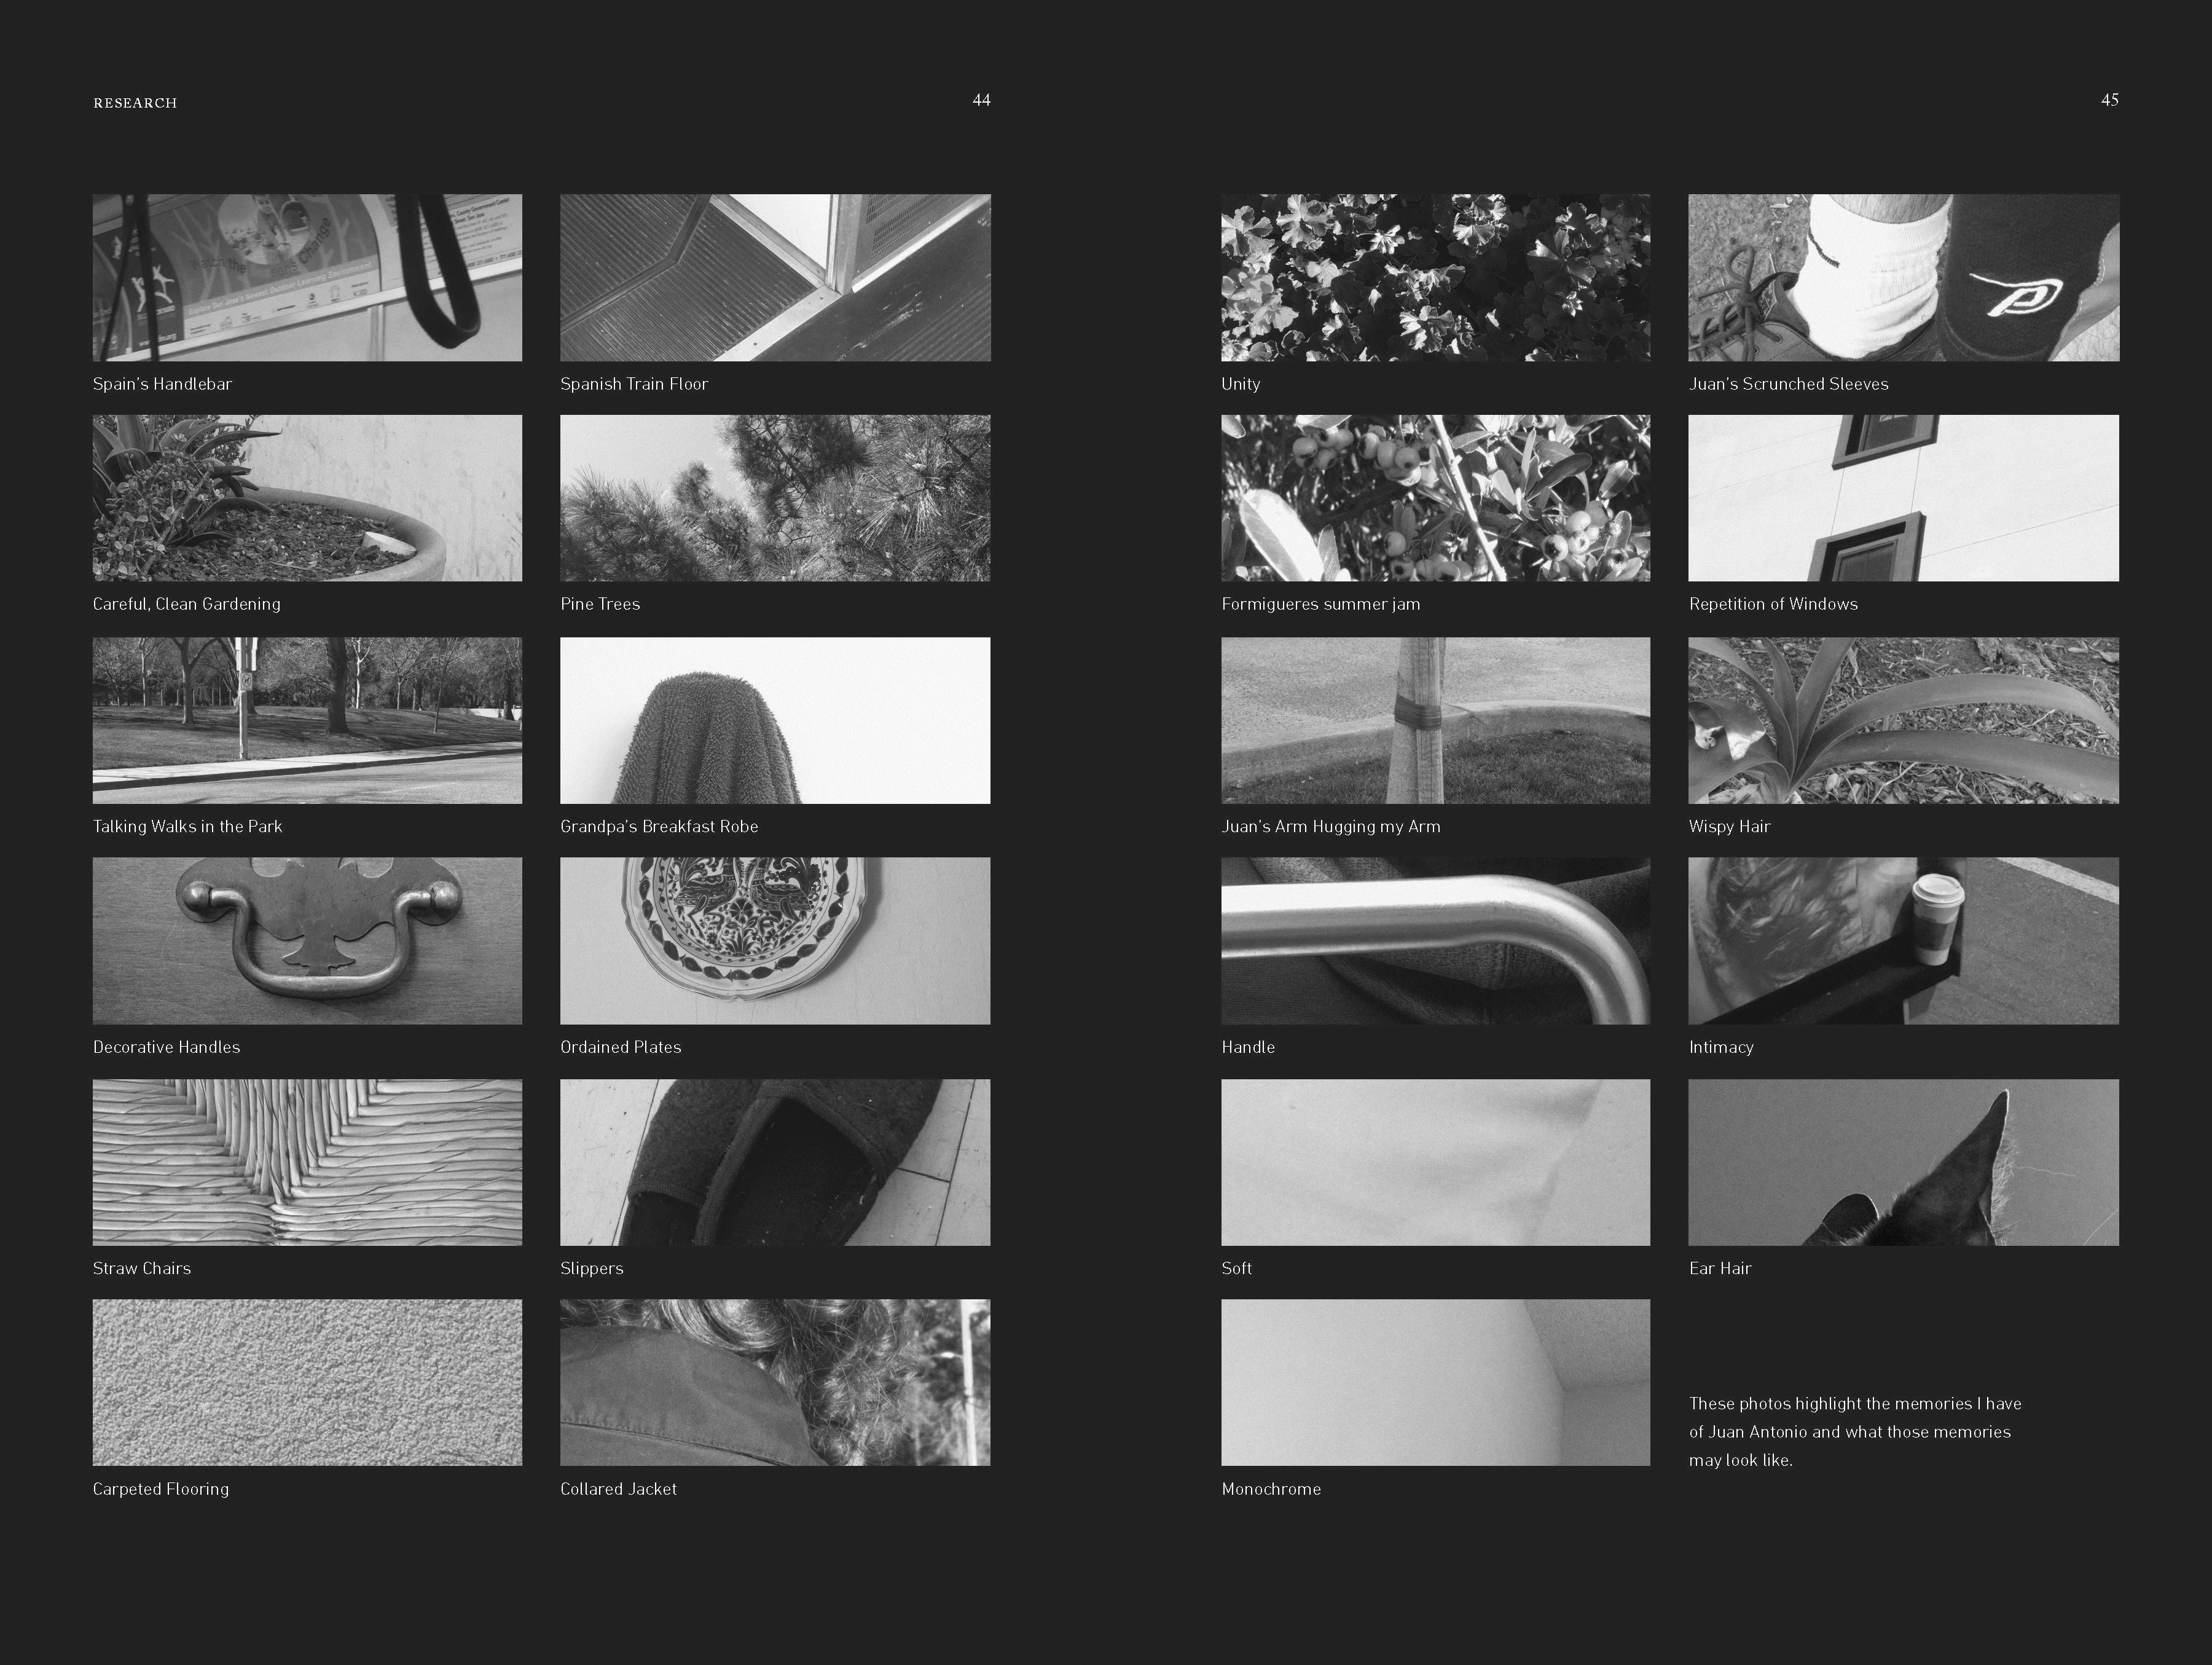 RESEARCH
44
45
Spain's Handlebar
Spanish Train Floor
Careful, Clean Gardening
Pine Trees
Talking Walks in the Park
Grandpa's Breakfast Robe
Decorative Handles
Ordained Plates
Straw Chairs
Slippers
Carpeted Flooring
Collared Jacket
Unity
Juan's Scrunched Sleeves
Formigueres summer jam
Repetition of Windows
Juan's Arm Hugging my Arm
Wispy Hair
Handle
Intimacy
Soft
Ear Hair
Monochrome
These photos highlight the memories I have
of Juan Antonio and what those memories
may look like.